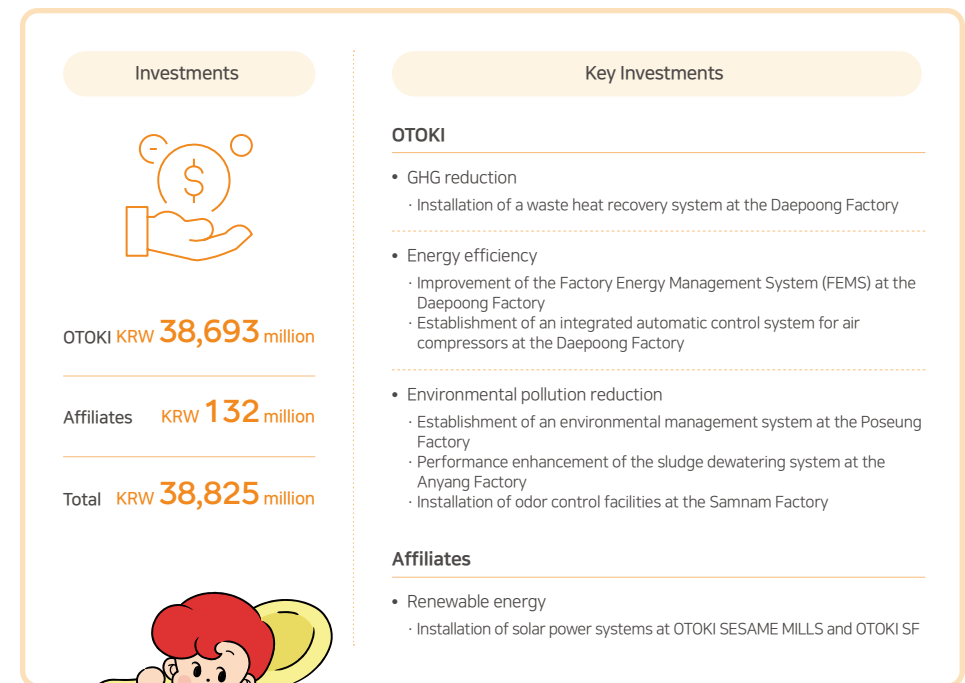 Investments
OTOKI KRW 38,693 million
Affiliates KRW 132 million
Total KRW 38,825 million
Key Investments
OTOKI
• GHG reduction
· Installation of a waste heat recovery system at the Daepoong Factory
• Energy efficiency
· Improvement of the Factory Energy Management System (FEMS) at the
Daepoong Factory
· Establishment of an integrated automatic control system for air
compressors at the Daepoong Factory
• Environmental pollution reduction
· Establishment of an environmental management system at the Poseung
Factory
· Performance enhancement of the sludge dewatering system at the
Anyang Factory
· Installation of odor control facilities at the Samnam Factory
Affiliates
• Renewable energy
· Installation of solar power systems at OTOKI SESAME MILLS and OTOKI SF